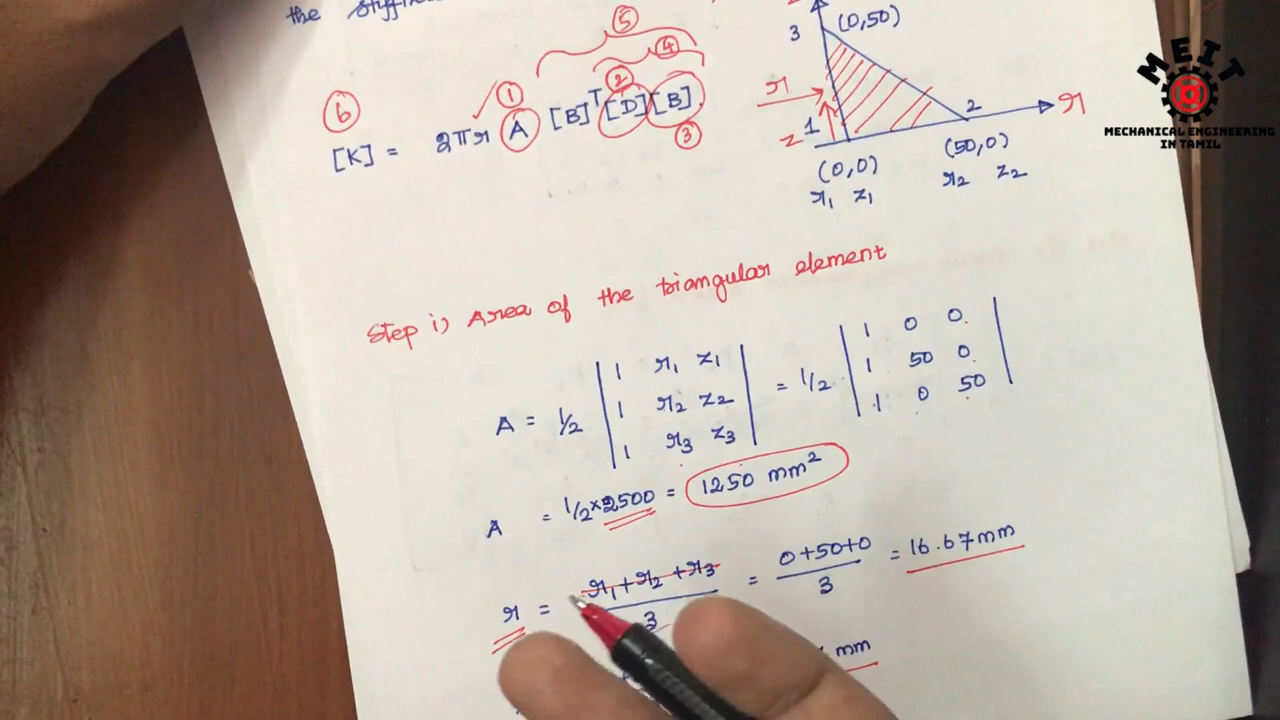 the
6
5
4
1
2
3
[K] = 2πr A [B]ᵀ [D] [B]
3 (0,50)
r
2
r
z
1
(0,0)
(50,0)
r₁ z₁
r₂ z₂
MEIT
MECHANICAL ENGINEERING
IN TAMIL
Step i) Area of the triangular element
A = 1/2 | 1 r₁ z₁ | = 1/2 | 1 0 0 |
| 1 r₂ z₂ | | 1 50 0 |
| 1 r₃ z₃ | | 1 0 50 |
A = 1/2 × 2500 = 1250 mm²
r = r₁ + r₂ + r₃ / 3 = 0+50+0 / 3 = 16.67mm
mm